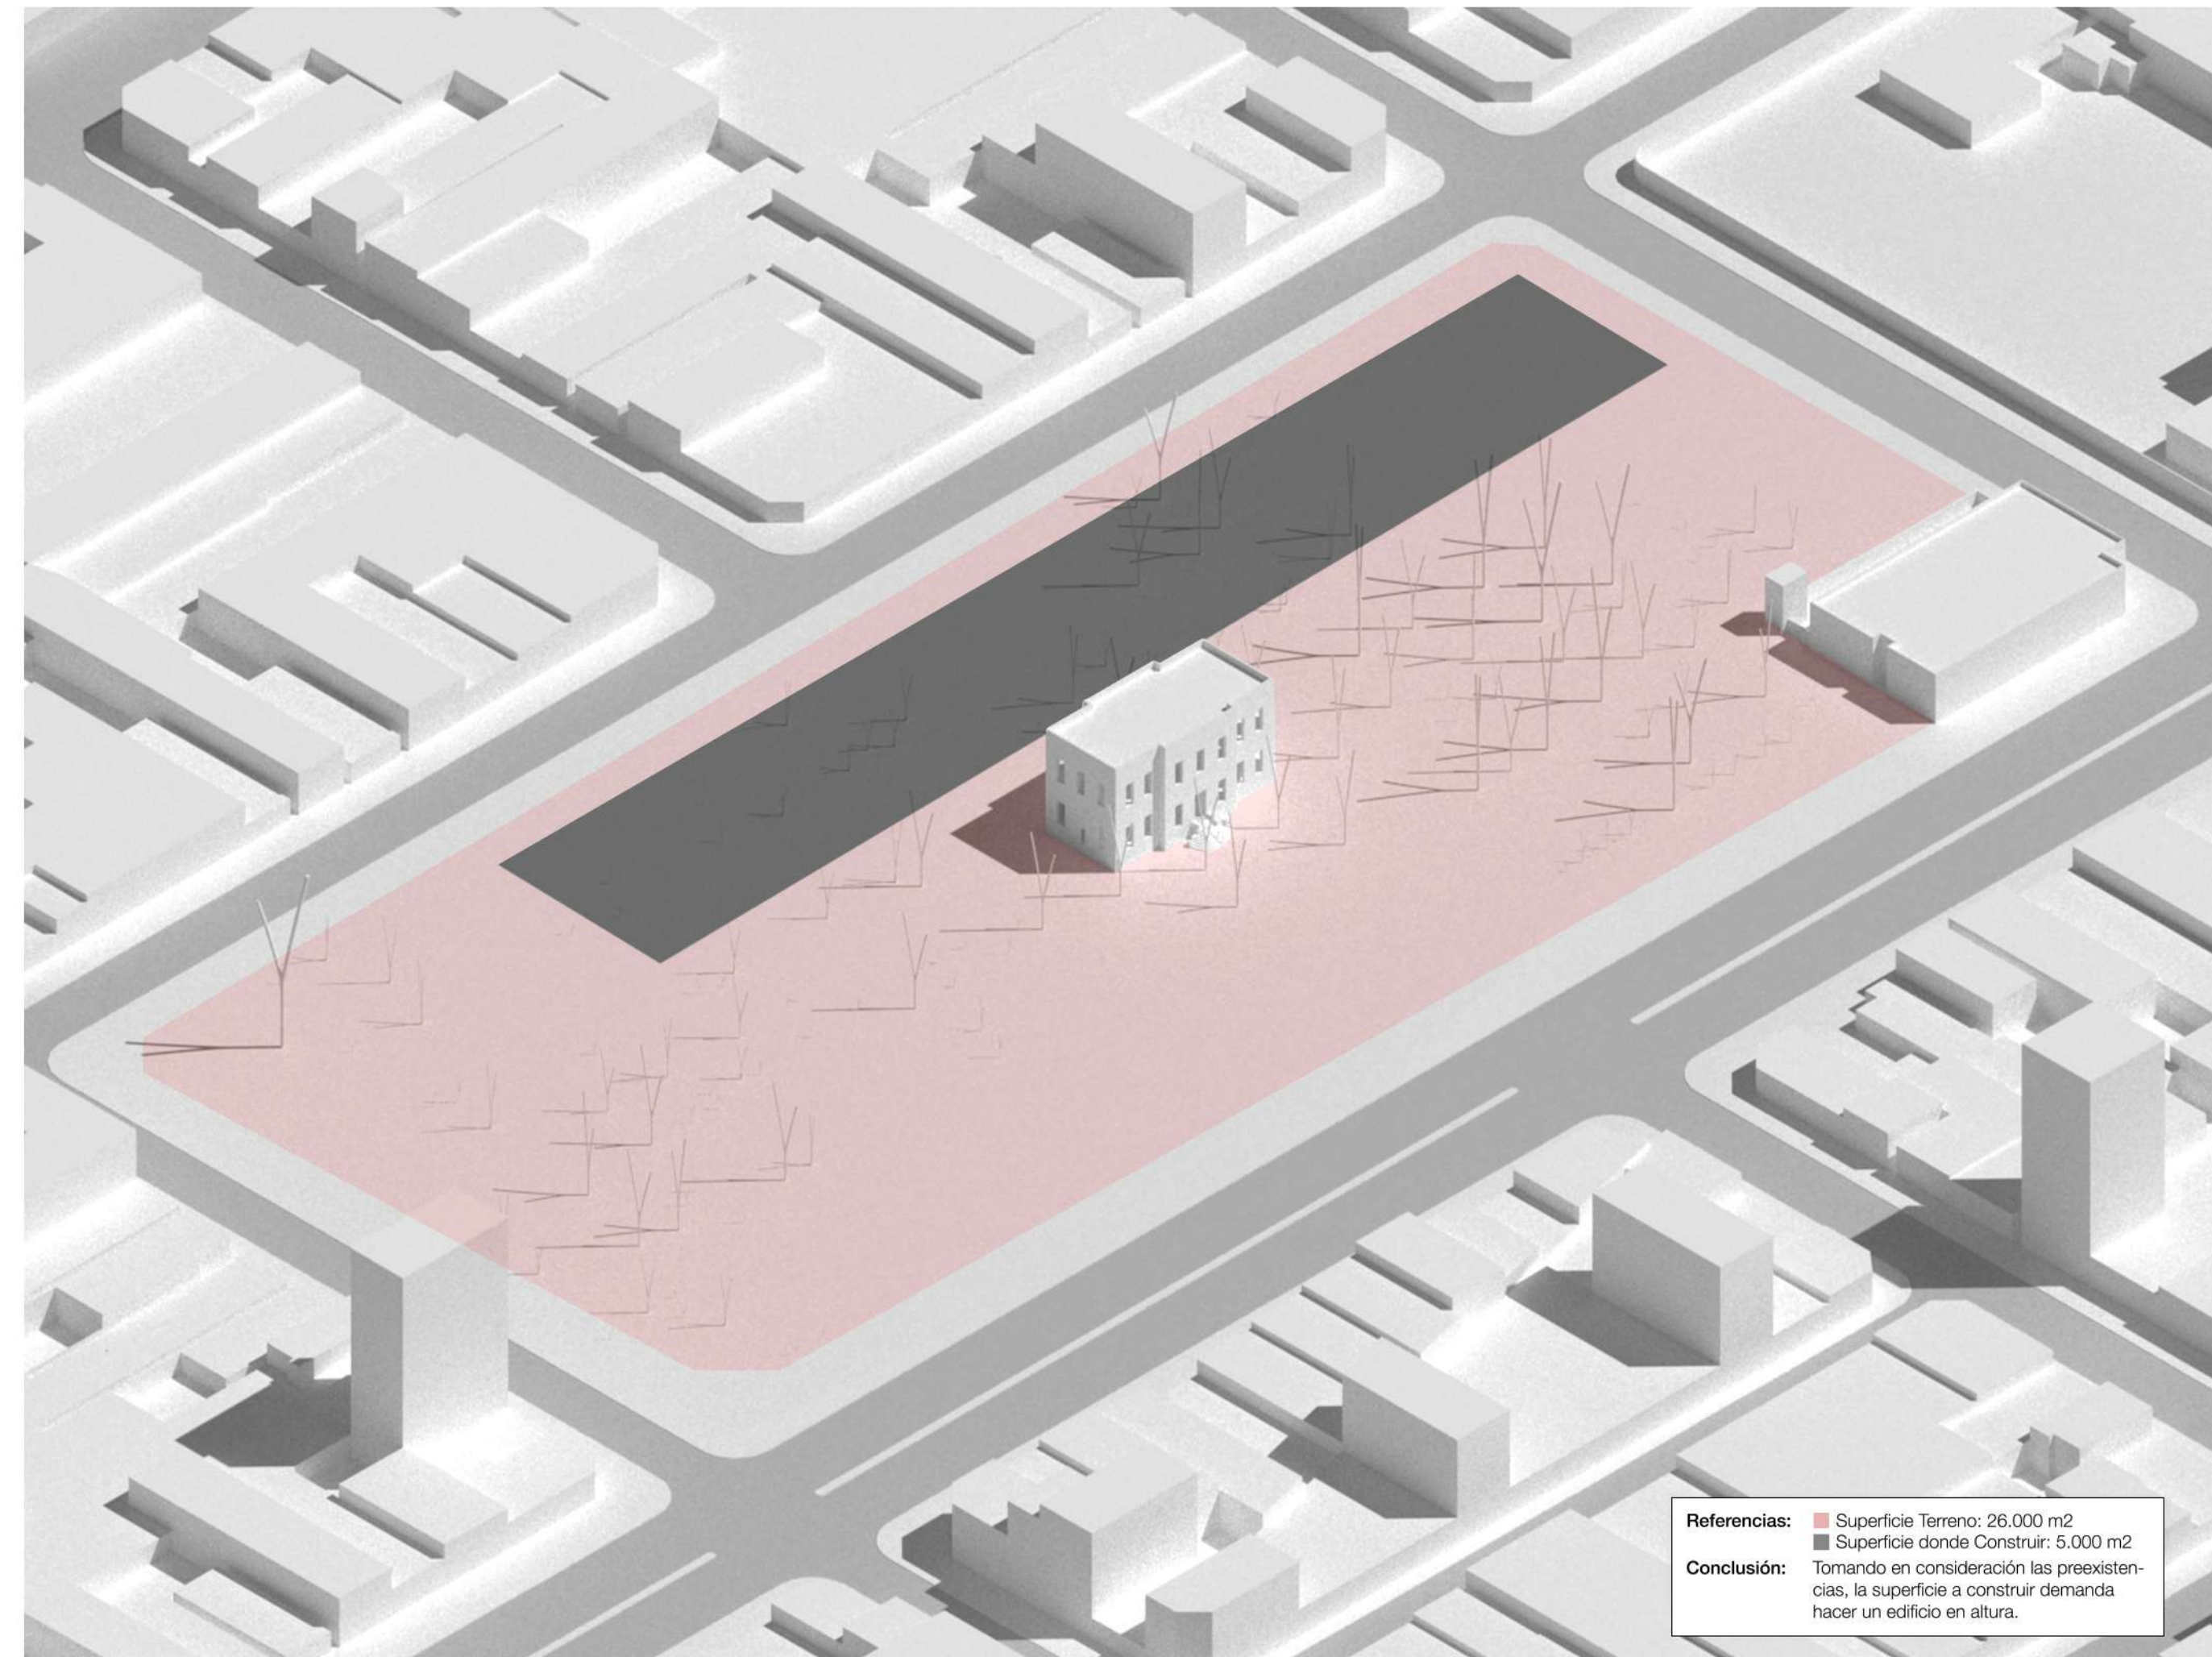 Referencias: Superficie Terreno: 26.000 m2
Superficie donde Construir: 5.000 m2
Conclusión: Tomando en consideración las preexisten-
cias, la superficie a construir demanda
hacer un edificio en altura.